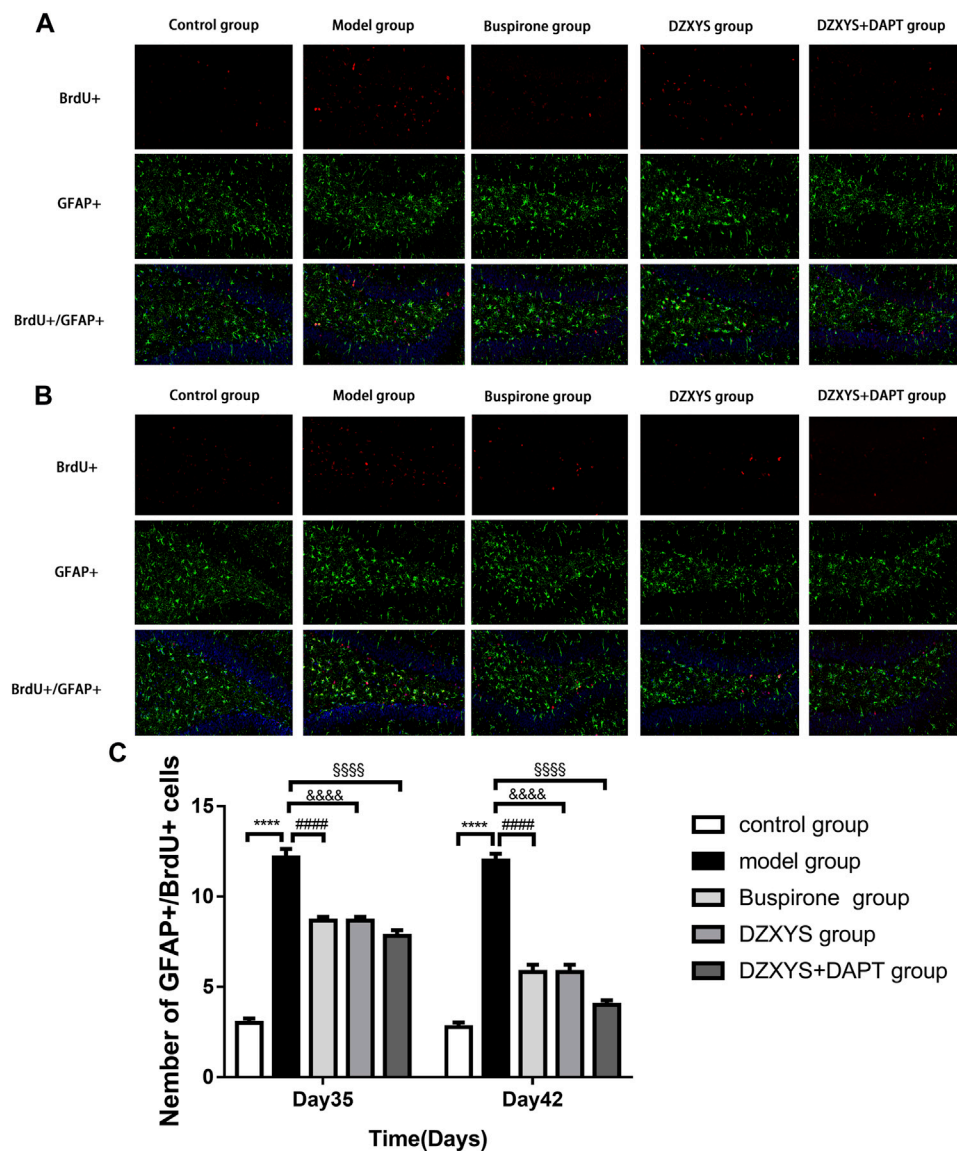 A
Control group Model group Buspirone group DZXYS group DZXYS+DAPT group
BrdU+
GFAP+
BrdU+/GFAP+
B
Control group Model group Buspirone group DZXYS group DZXYS+DAPT group
BrdU+
GFAP+
BrdU+/GFAP+
C
Nember of GFAP+/BrdU+ cells
15
10
5
0
§§§§
&&&&
**** ####
§§§§
&&&&
**** ####
Day35 Day42
Time(Days)
control group
model group
Buspirone group
DZXYS group
DZXYS+DAPT group